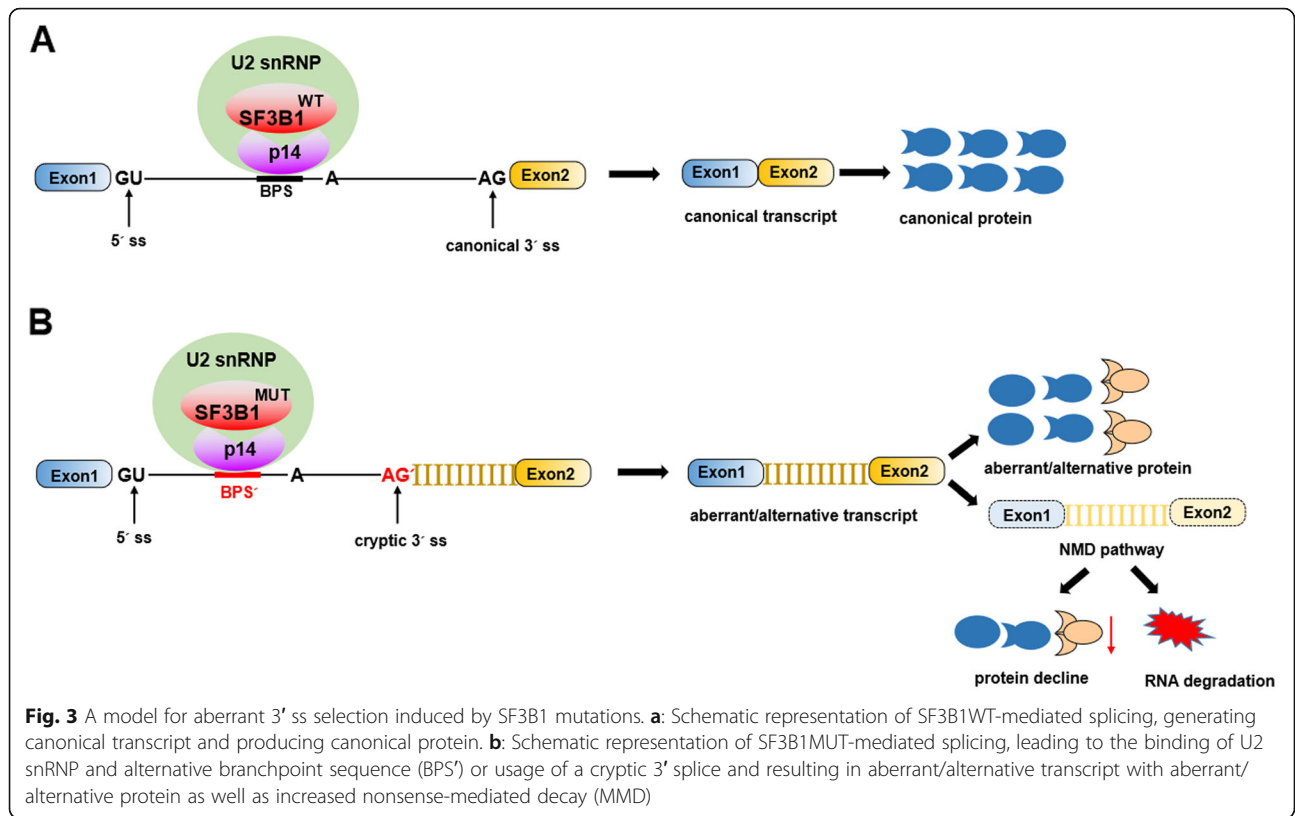 A
U2 snRNP
SF3B1 WT
p14
Exon1 GU BPS A AG Exon2
5´ ss
canonical 3´ ss
Exon1 Exon2
canonical transcript
canonical protein
B
U2 snRNP
SF3B1 MUT
p14
Exon1 GU BPS´ A AG´ Exon2
5´ ss
cryptic 3´ ss
Exon1 Exon2
aberrant/alternative transcript
aberrant/alternative protein
Exon1 Exon2
NMD pathway
protein decline
RNA degradation
Fig. 3 A model for aberrant 3′ ss selection induced by SF3B1 mutations. a: Schematic representation of SF3B1WT-mediated splicing, generating
canonical transcript and producing canonical protein. b: Schematic representation of SF3B1MUT-mediated splicing, leading to the binding of U2
snRNP and alternative branchpoint sequence (BPS′) or usage of a cryptic 3′ splice and resulting in aberrant/alternative transcript with aberrant/
alternative protein as well as increased nonsense-mediated decay (MMD)